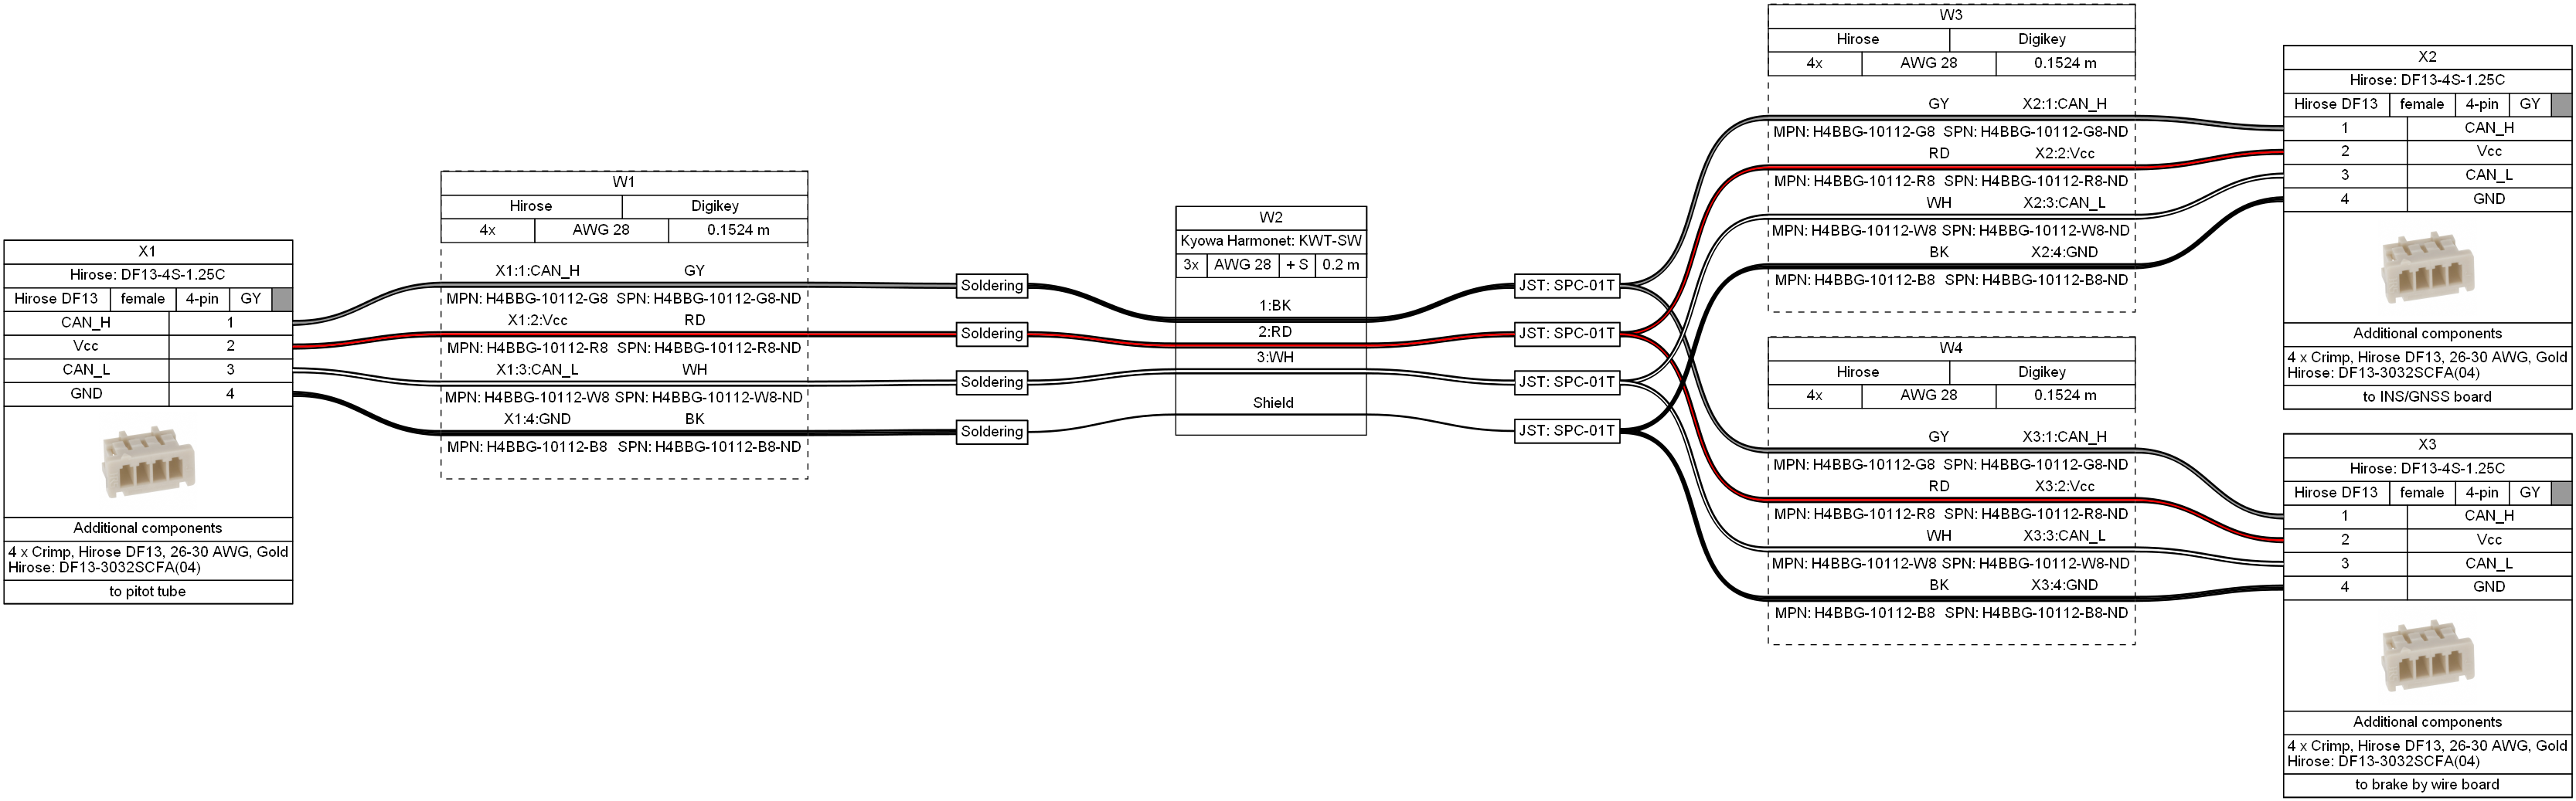 X1
Hirose: DF13-4S-1.25C
Hirose DF13 female 4-pin GY
CAN_H 1
Vcc 2
CAN_L 3
GND 4
Additional components
4 x Crimp, Hirose DF13, 26-30 AWG, Gold
Hirose: DF13-3032SCFA(04)
to pitot tube
W1
Hirose Digikey
4x AWG 28 0.1524 m
X1:1:CAN_H GY
MPN: H4BBG-10112-G8 SPN: H4BBG-10112-G8-ND
X1:2:Vcc RD
MPN: H4BBG-10112-R8 SPN: H4BBG-10112-R8-ND
X1:3:CAN_L WH
MPN: H4BBG-10112-W8 SPN: H4BBG-10112-W8-ND
X1:4:GND BK
MPN: H4BBG-10112-B8 SPN: H4BBG-10112-B8-ND
Soldering
Soldering
Soldering
Soldering
W2
Kyowa Harmonet: KWT-SW
3x AWG 28 + S 0.2 m
1:BK
2:RD
3:WH
Shield
JST: SPC-01T
JST: SPC-01T
JST: SPC-01T
JST: SPC-01T
W3
Hirose Digikey
4x AWG 28 0.1524 m
GY X2:1:CAN_H
MPN: H4BBG-10112-G8 SPN: H4BBG-10112-G8-ND
RD X2:2:Vcc
MPN: H4BBG-10112-R8 SPN: H4BBG-10112-R8-ND
WH X2:3:CAN_L
MPN: H4BBG-10112-W8 SPN: H4BBG-10112-W8-ND
BK X2:4:GND
MPN: H4BBG-10112-B8 SPN: H4BBG-10112-B8-ND
W4
Hirose Digikey
4x AWG 28 0.1524 m
GY X3:1:CAN_H
MPN: H4BBG-10112-G8 SPN: H4BBG-10112-G8-ND
RD X3:2:Vcc
MPN: H4BBG-10112-R8 SPN: H4BBG-10112-R8-ND
WH X3:3:CAN_L
MPN: H4BBG-10112-W8 SPN: H4BBG-10112-W8-ND
BK X3:4:GND
MPN: H4BBG-10112-B8 SPN: H4BBG-10112-B8-ND
X2
Hirose: DF13-4S-1.25C
Hirose DF13 female 4-pin GY
1 CAN_H
2 Vcc
3 CAN_L
4 GND
Additional components
4 x Crimp, Hirose DF13, 26-30 AWG, Gold
Hirose: DF13-3032SCFA(04)
to INS/GNSS board
X3
Hirose: DF13-4S-1.25C
Hirose DF13 female 4-pin GY
1 CAN_H
2 Vcc
3 CAN_L
4 GND
Additional components
4 x Crimp, Hirose DF13, 26-30 AWG, Gold
Hirose: DF13-3032SCFA(04)
to brake by wire board